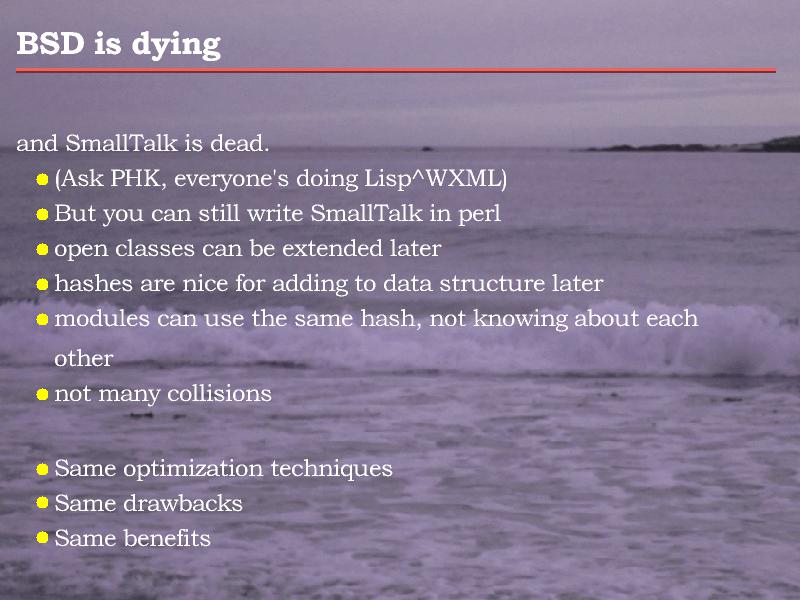 BSD is dying
and SmallTalk is dead.
(Ask PHK, everyone's doing Lisp^WXML)
But you can still write SmallTalk in perl
open classes can be extended later
hashes are nice for adding to data structure later
modules can use the same hash, not knowing about each
other
not many collisions
Same optimization techniques
Same drawbacks
Same benefits